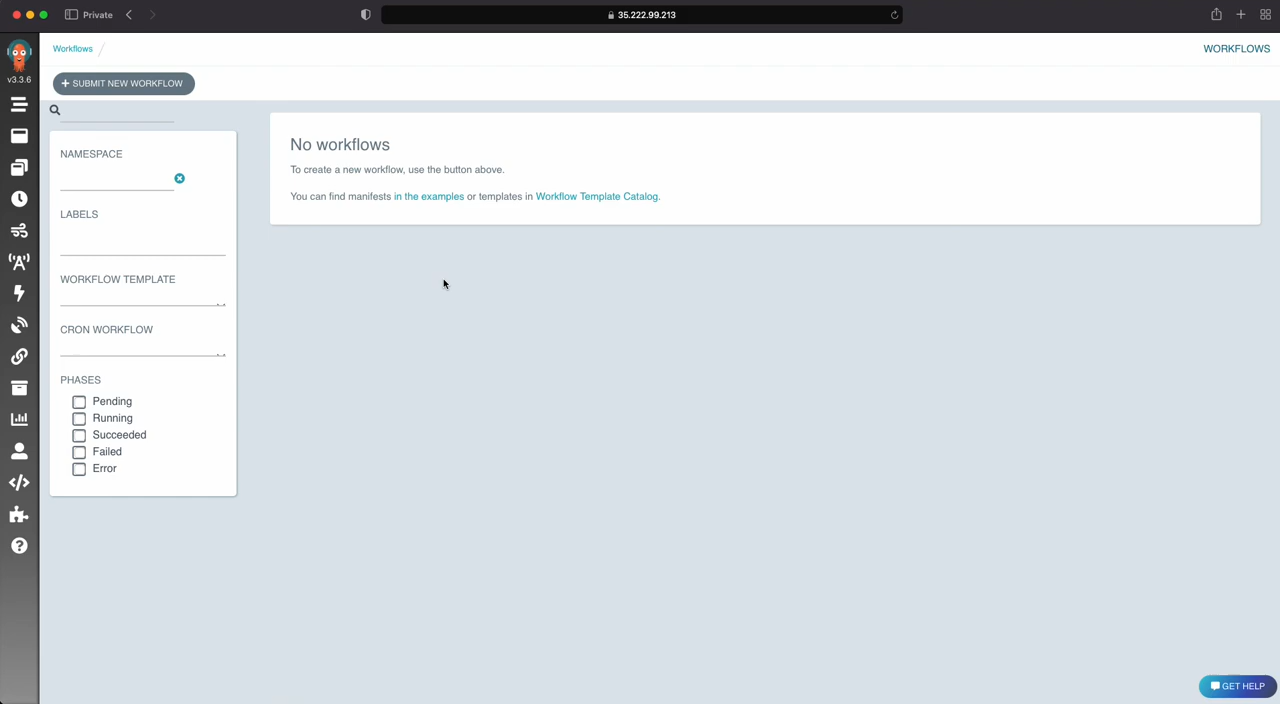 Private
35.222.99.213
v3.3.6
Workflows
WORKFLOWS
SUBMIT NEW WORKFLOW
NAMESPACE
LABELS
WORKFLOW TEMPLATE
CRON WORKFLOW
PHASES
Pending
Running
Succeeded
Failed
Error
No workflows
To create a new workflow, use the button above.
You can find manifests in the examples or templates in Workflow Template Catalog.
GET HELP